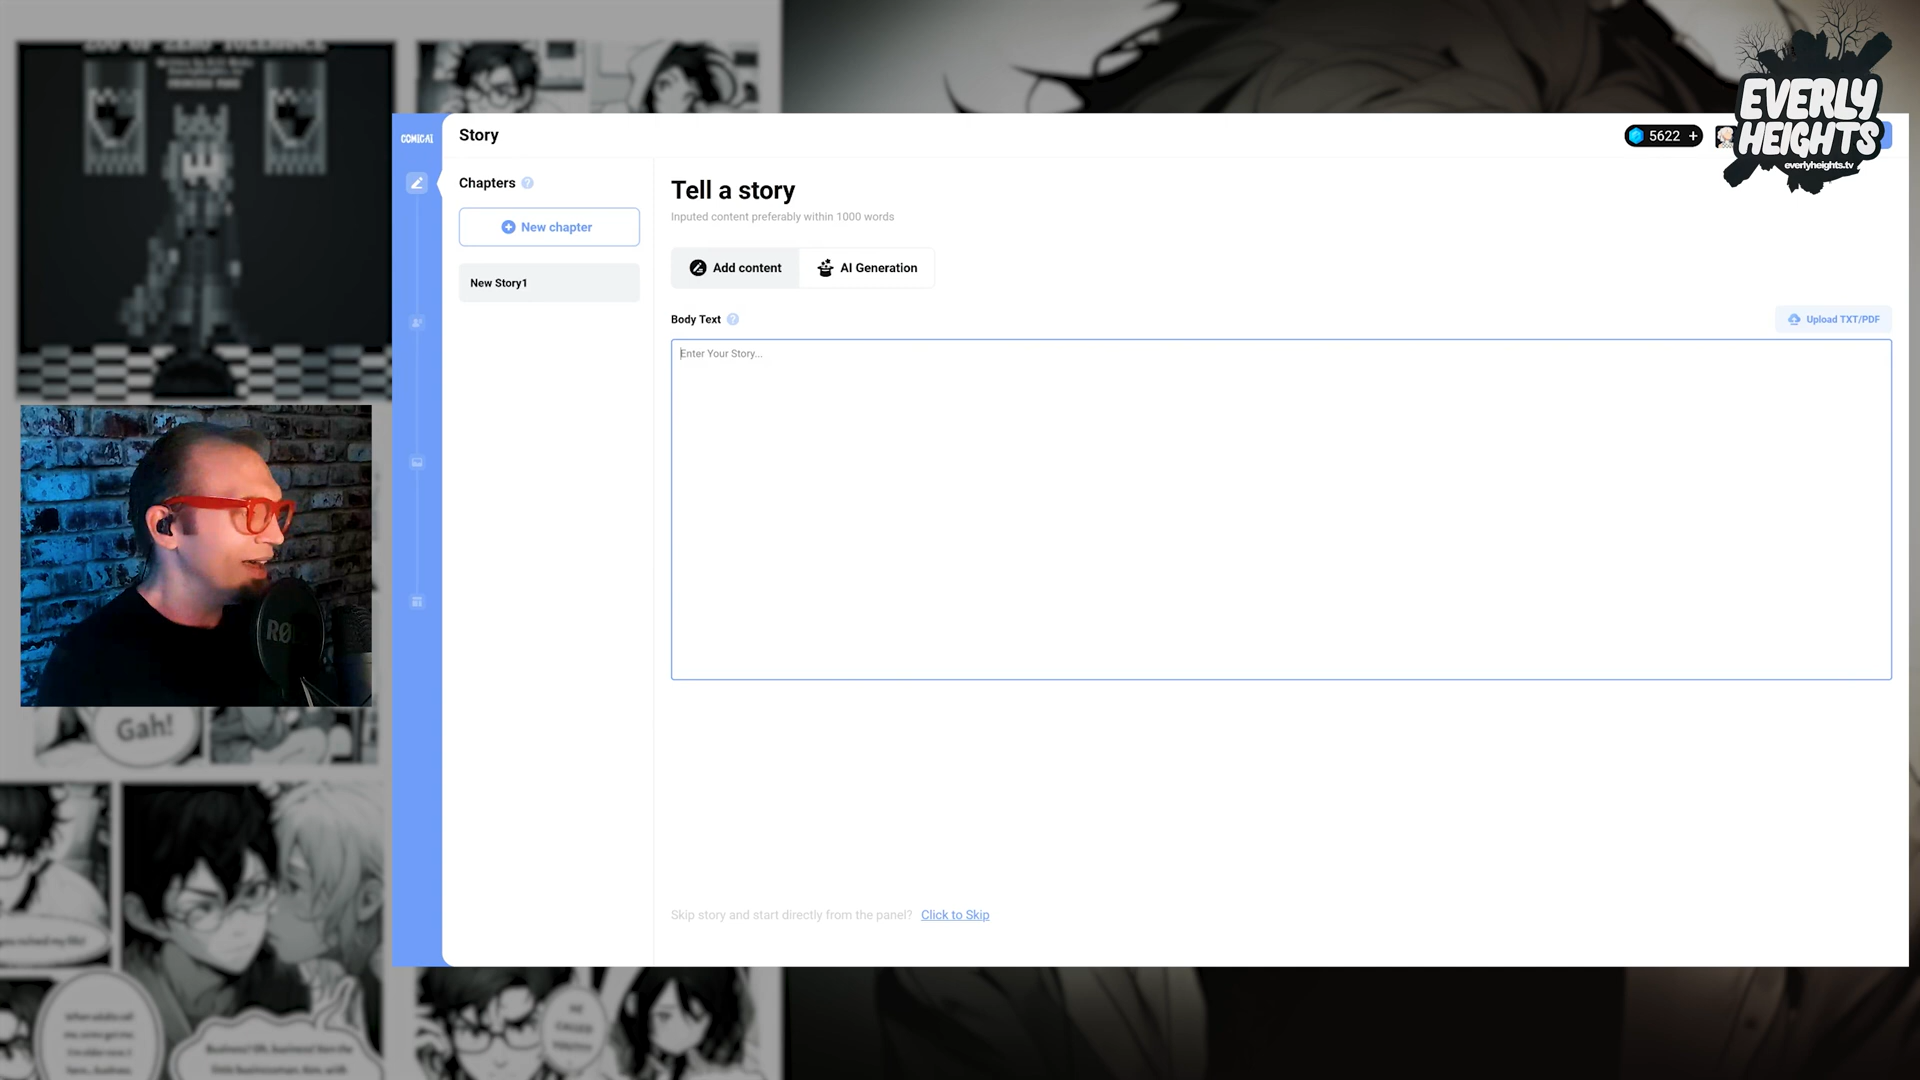 EVERLY
HEIGHTS
everlyheights.tv
COMICAI
Story
5622 +
Chapters ?
New chapter
New Story1
Tell a story
Inputed content preferably within 1000 words
Add content
AI Generation
Body Text ?
Upload TXT/PDF
Enter Your Story...
Skip story and start directly from the panel? Click to Skip
RØ
Gah!